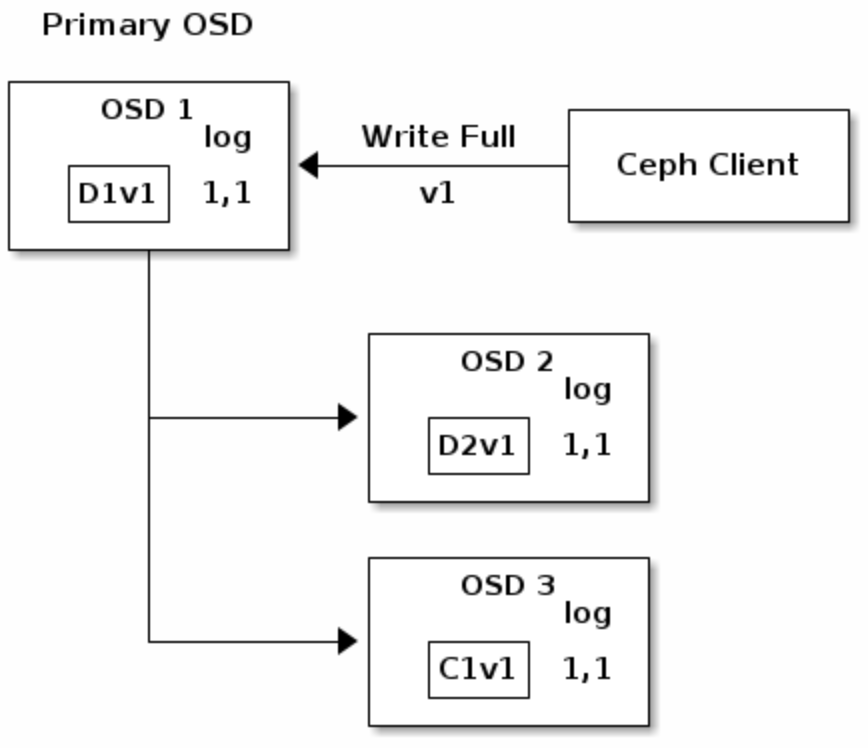 Primary OSD
OSD 1
log
D1v1 1,1
Write Full
v1
Ceph Client
OSD 2
log
D2v1 1,1
OSD 3
log
C1v1 1,1